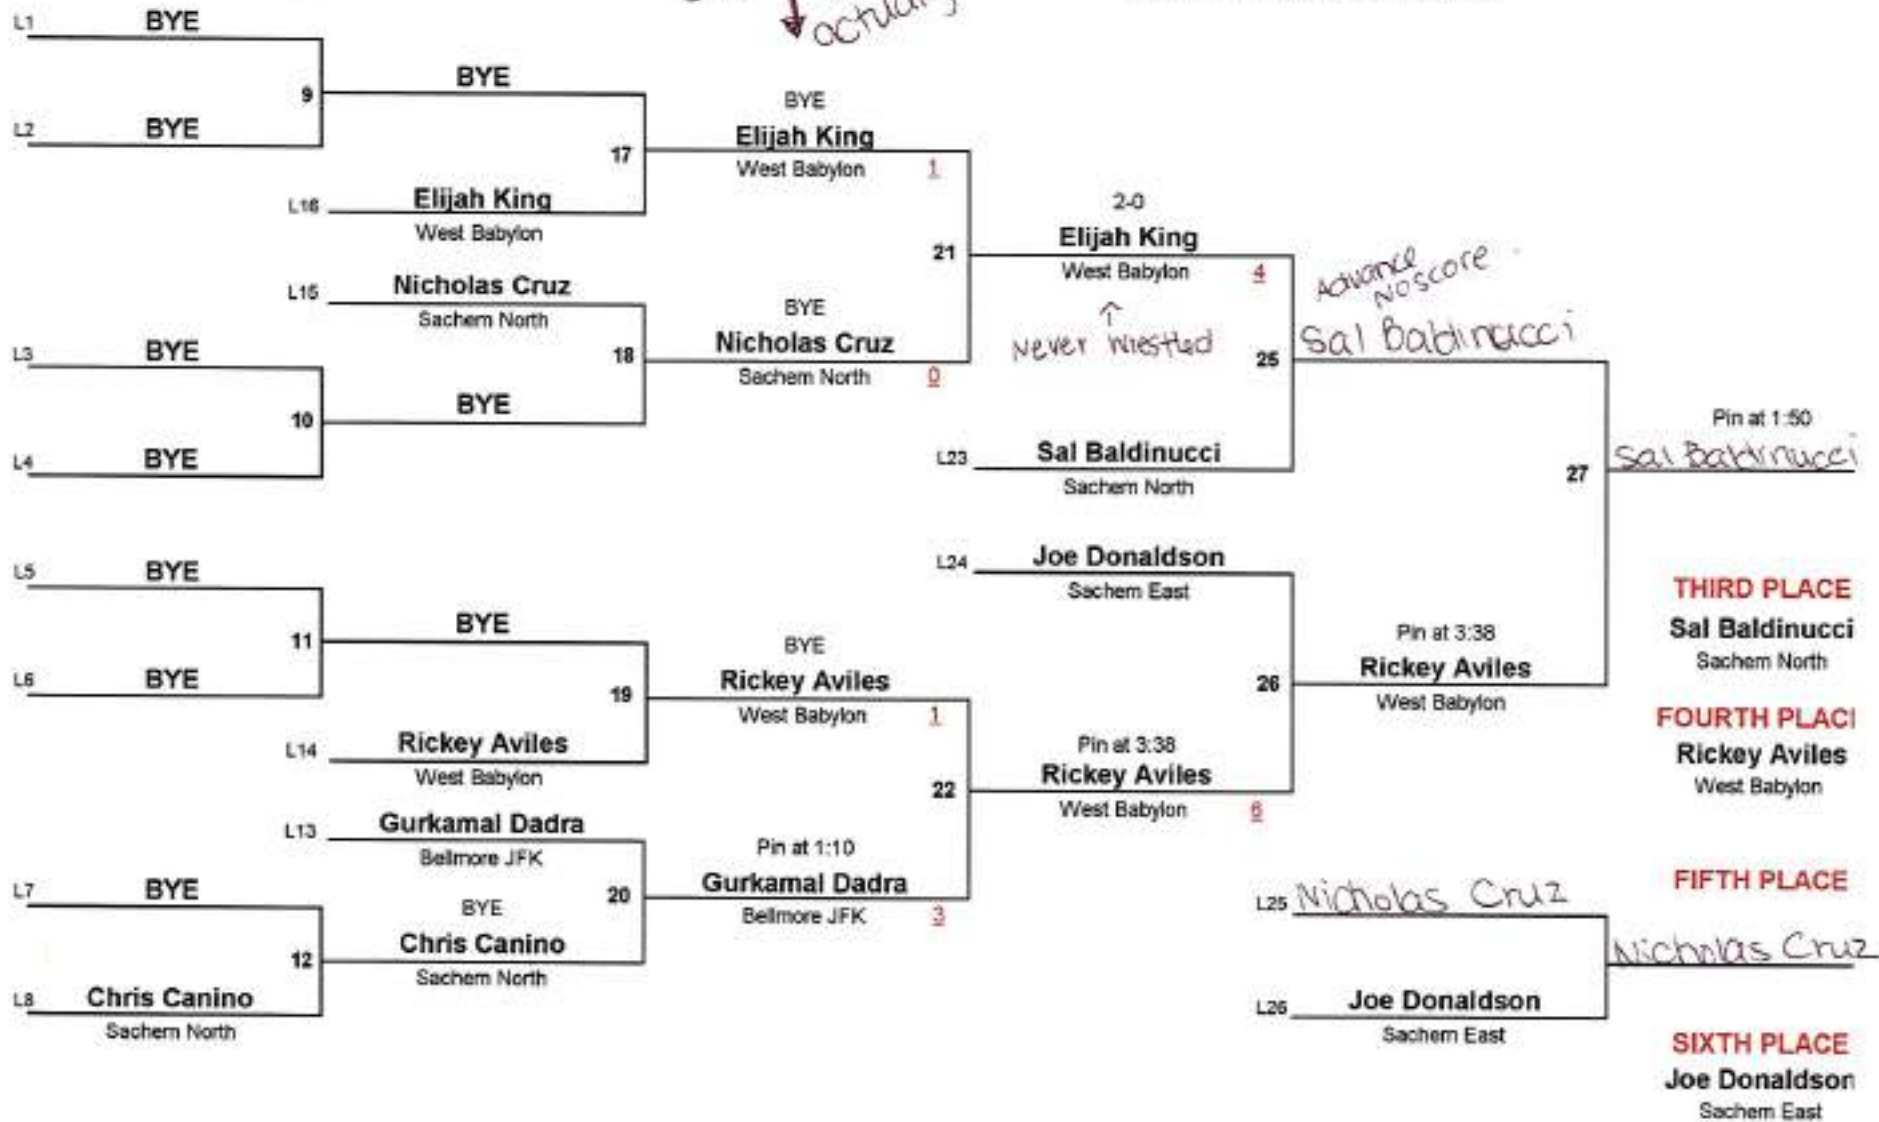 actually
L1 BYE
9
L2 BYE
BYE
17
L16 Elijah King
West Babylon
BYE
Elijah King
West Babylon 1
L15 Nicholas Cruz
Sachem North
18
L3 BYE
10
BYE
L4 BYE
BYE
Nicholas Cruz
Sachem North 0
21
2-0
Elijah King
West Babylon 4
↑
Never Wrestled
25
L23 Sal Baldinucci
Sachem North
Advance
No score
Sal Baldinucci
L24 Joe Donaldson
Sachem East
26
27
Pin at 1:50
Sal Baldinucci
L5 BYE
11
L6 BYE
BYE
19
L14 Rickey Aviles
West Babylon
BYE
Rickey Aviles
West Babylon 1
22
L13 Gurkamal Dadra
Bellmore JFK
20
L7 BYE
12
L8 Chris Canino
Sachem North
BYE
Chris Canino
Sachem North
Pin at 1:10
Gurkamal Dadra
Bellmore JFK 3
Pin at 3:38
Rickey Aviles
West Babylon 6
Pin at 3:38
Rickey Aviles
West Babylon
L25 Nicholas Cruz
Nicholas Cruz
L26 Joe Donaldson
Sachem East
THIRD PLACE
Sal Baldinucci
Sachem North
FOURTH PLAC
Rickey Aviles
West Babylon
FIFTH PLACE
SIXTH PLACE
Joe Donaldson
Sachem East